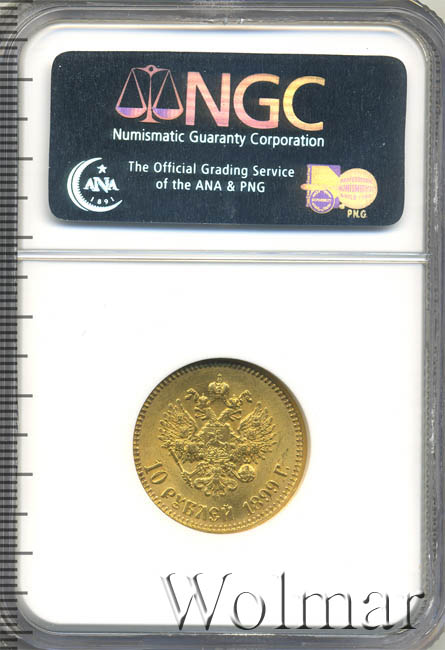 NGC
Numismatic Guaranty Corporation
The Official Grading Service
of the ANA & PNG
ANA
1891
P.N.G.
10 РУБЛЕЙ 1899 Г.
Wolmar